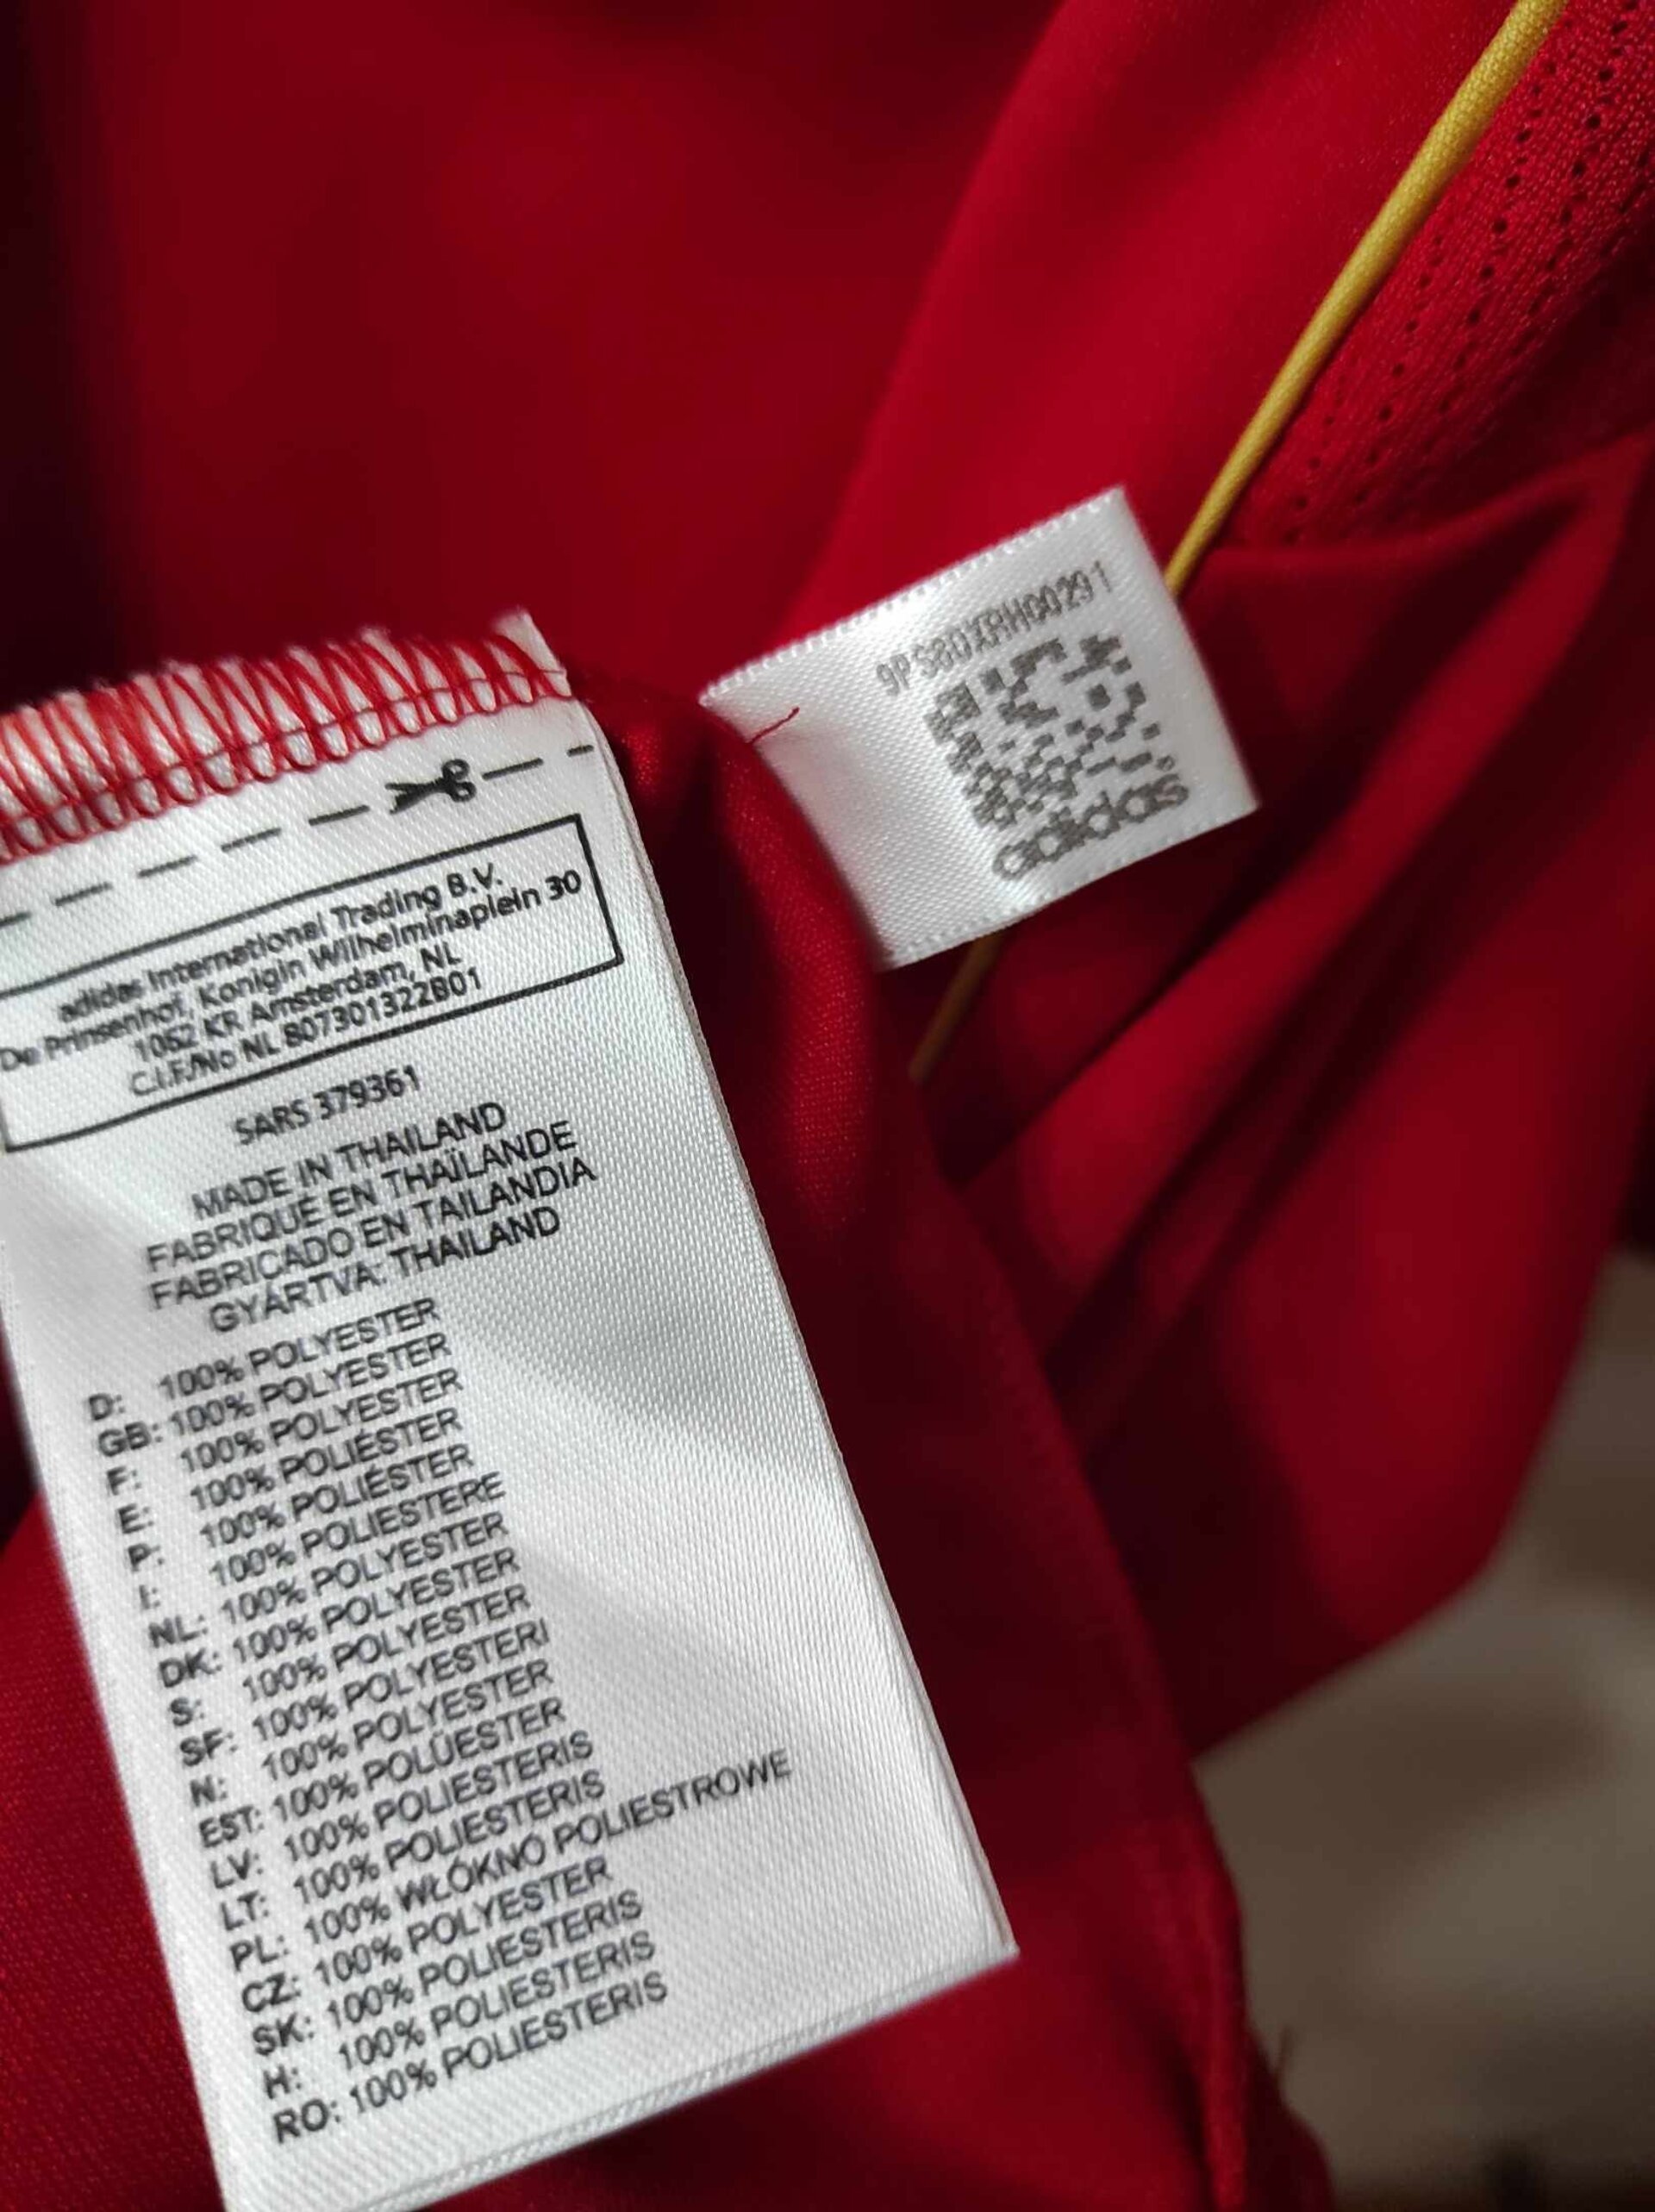 adidas International Trading B.V.
De Prinsenhof, Konigin Wilhelminaplein 30
1062 KR Amsterdam, NL
C.I.F./No NL 807301322B01
SARS 379361
MADE IN THAILAND
FABRIQUÉ EN THAÏLANDE
FABRICADO EN TAILANDIA
GYÁRTVA: THAILAND
D: 100% POLYESTER
GB: 100% POLYESTER
F: 100% POLYESTER
E: 100% POLIÉSTER
P: 100% POLIÉSTER
I: 100% POLIESTERE
NL: 100% POLYESTER
DK: 100% POLYESTER
S: 100% POLYESTER
SF: 100% POLYESTERI
N: 100% POLYESTER
EST: 100% POLÜESTER
LV: 100% POLIESTERIS
LT: 100% POLIESTERIS
PL: 100% WŁÓKNO POLIESTROWE
CZ: 100% POLYESTER
SK: 100% POLIESTERIS
H: 100% POLIESTERIS
RO: 100% POLIESTERIS
adidas